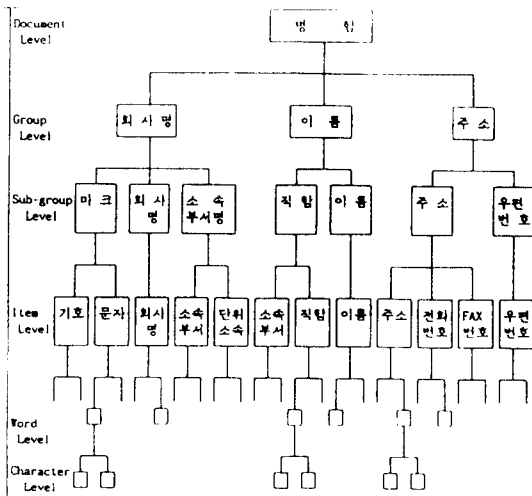 Document
Level
명 함
Group
Level
회 사 명
이 름
주 소
Sub-group
Level
마 크
회 사
명
소 속
부서명
직 함
이 름
주 소
우 편
번 호
Item
Level
기호
문자
회사
명
소속
부서
단위
소속
소속
부서
직함
이름
주소
전화
번호
FAX
번호
우편
번호
Word
Level
Character
Level